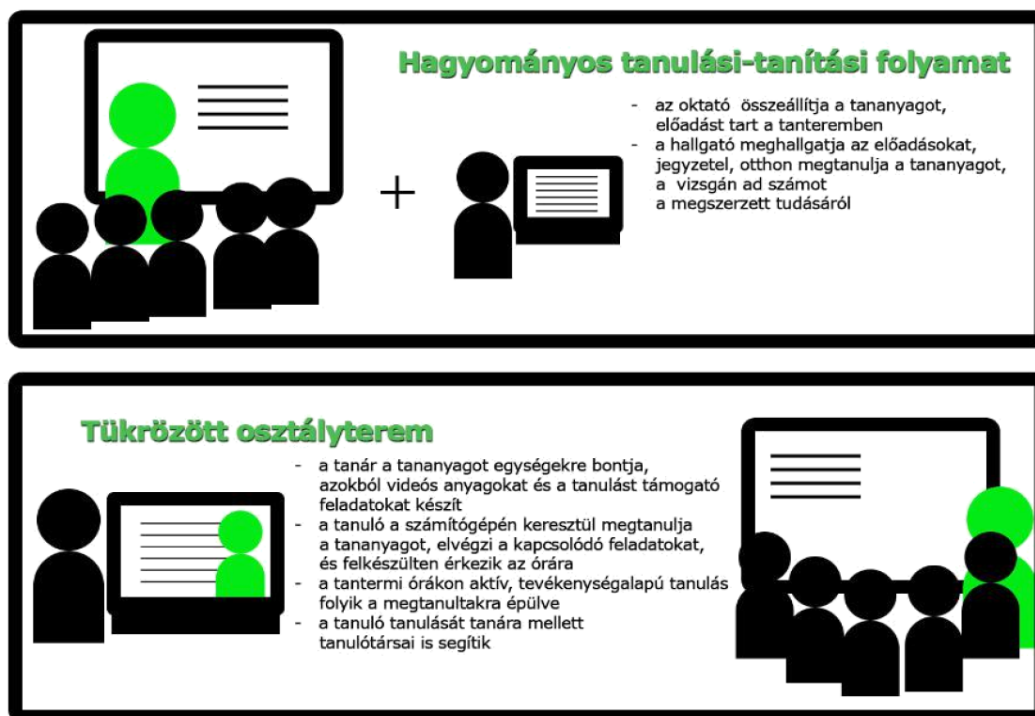 Hagyományos tanulási-tanítási folyamat
- az oktató összeállítja a tananyagot,
előadást tart a tanteremben
- a hallgató meghallgatja az előadásokat,
jegyzetel, otthon megtanulja a tananyagot,
a vizsgán ad számot
a megszerzett tudásáról
+
Tükrözött osztályterem
- a tanár a tananyagot egységekre bontja,
azokból videós anyagokat és a tanulást támogató
feladatokat készít
- a tanuló a számítógépén keresztül megtanulja
a tananyagot, elvégzi a kapcsolódó feladatokat,
és felkészülten érkezik az órára
- a tantermi órákon aktív, tevékenységalapú tanulás
folyik a megtanultakra épülve
- a tanuló tanulását tanára mellett
tanulótársai is segítik